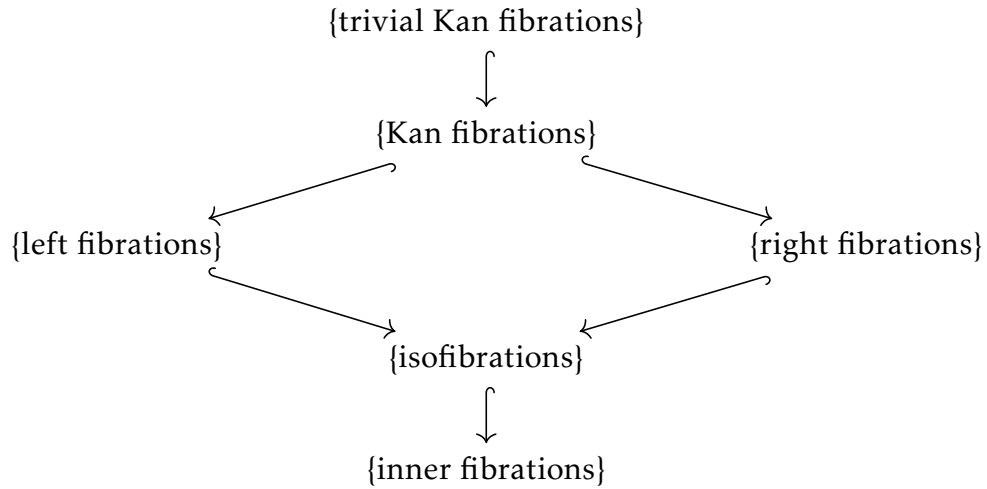 {trivial Kan fibrations}
{Kan fibrations}
{left fibrations} {right fibrations}
{isofibrations}
{inner fibrations}